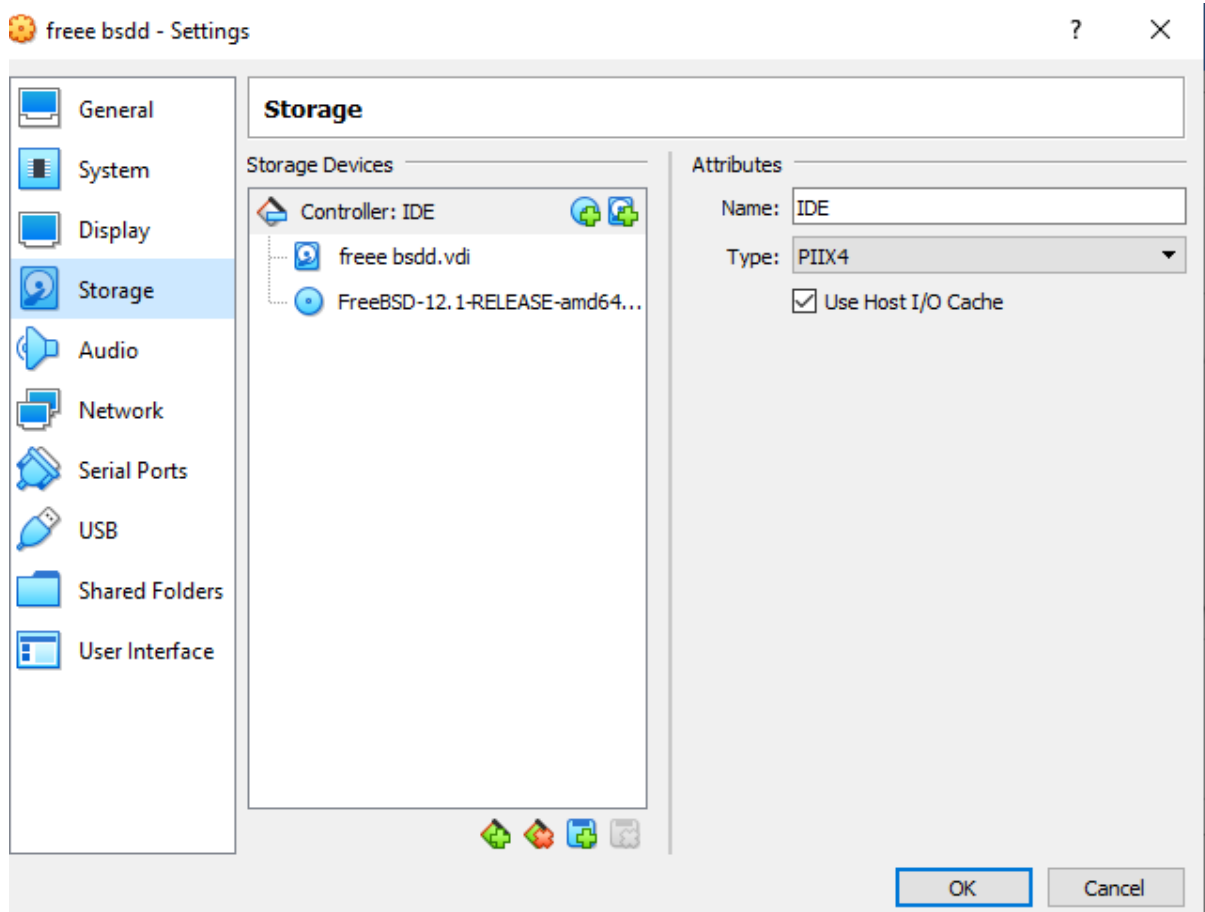 freee bsdd - Settings
?
General
System
Display
Storage
Audio
Network
Serial Ports
USB
Shared Folders
User Interface
Storage
Storage Devices
Controller: IDE
freee bsdd.vdi
FreeBSD-12.1-RELEASE-amd64...
Attributes
Name: IDE
Type: PIIX4
Use Host I/O Cache
OK
Cancel